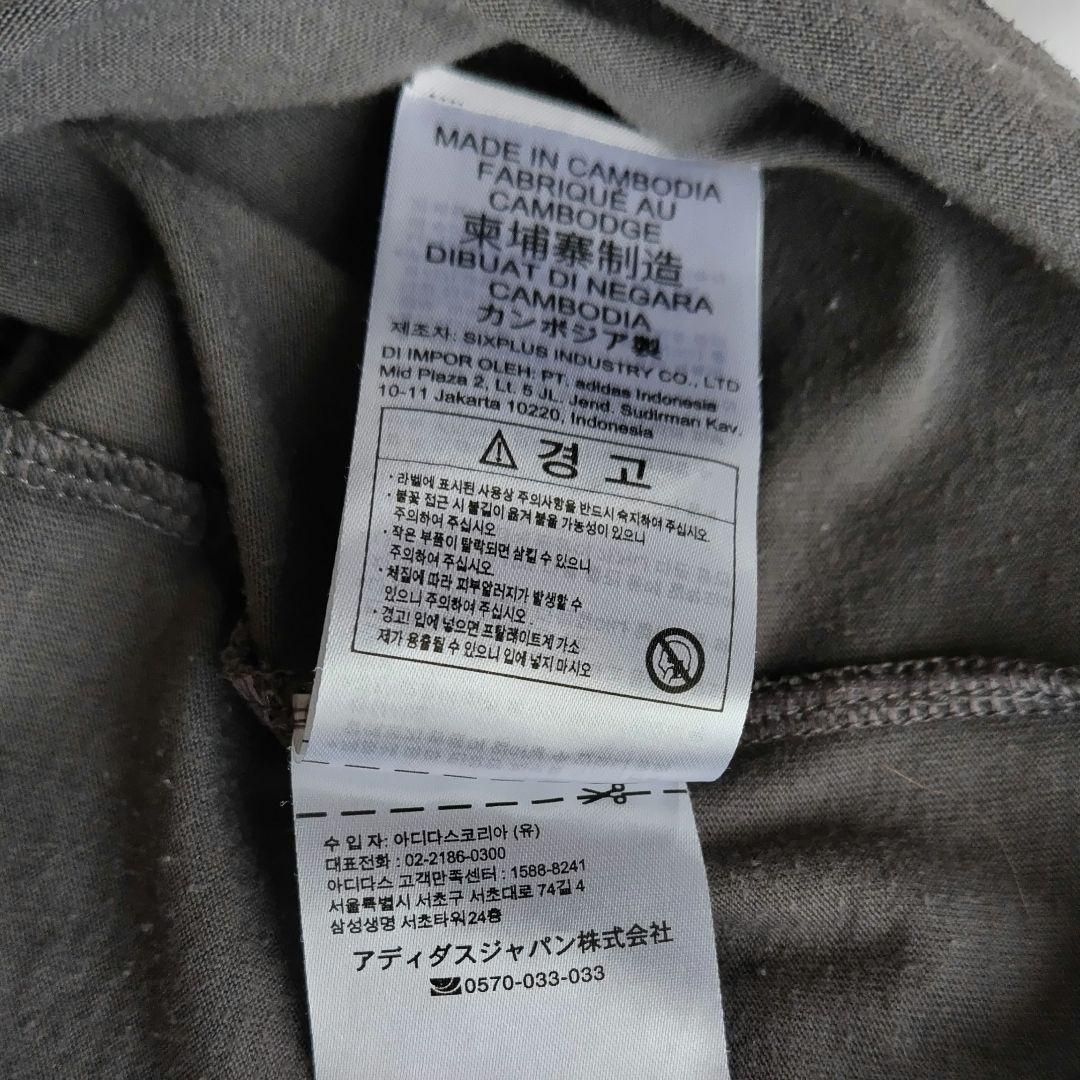 MADE IN CAMBODIA
FABRIQUÉ AU
CAMBODGE
柬埔寨制造
DIBUAT DI NEGARA
CAMBODIA
カンボジア製
제조자: SIXPLUS INDUSTRY CO., LTD
DI IMPOR OLEH: PT. adidas Indonesia
Mid Plaza 2, Lt. 5 JL. Jend. Sudirman Kav.
10-11 Jakarta 10220, Indonesia
경 고
· 라벨에 표시된 사용상 주의사항을 반드시 숙지하여 주십시오.
· 불꽃 접근 시 불길이 옮겨 붙을 가능성이 있으니
주의하여 주십시오
· 작은 부품이 탈락되면 삼킬 수 있으니
주의하여 주십시오.
· 체질에 따라 피부알러지가 발생할 수
있으니 주의하여 주십시오 .
· 경고! 입에 넣으면 프탈레이트계 가소
제가 용출될 수 있으니 입에 넣지 마시오
수 입 자: 아디다스코리아 (유)
대표전화 : 02-2186-0300
아디다스 고객만족센터 : 1588-8241
서울특별시 서초구 서초대로 74길 4
삼성생명 서초타워24층
アディダスジャパン株式会社
0570-033-033